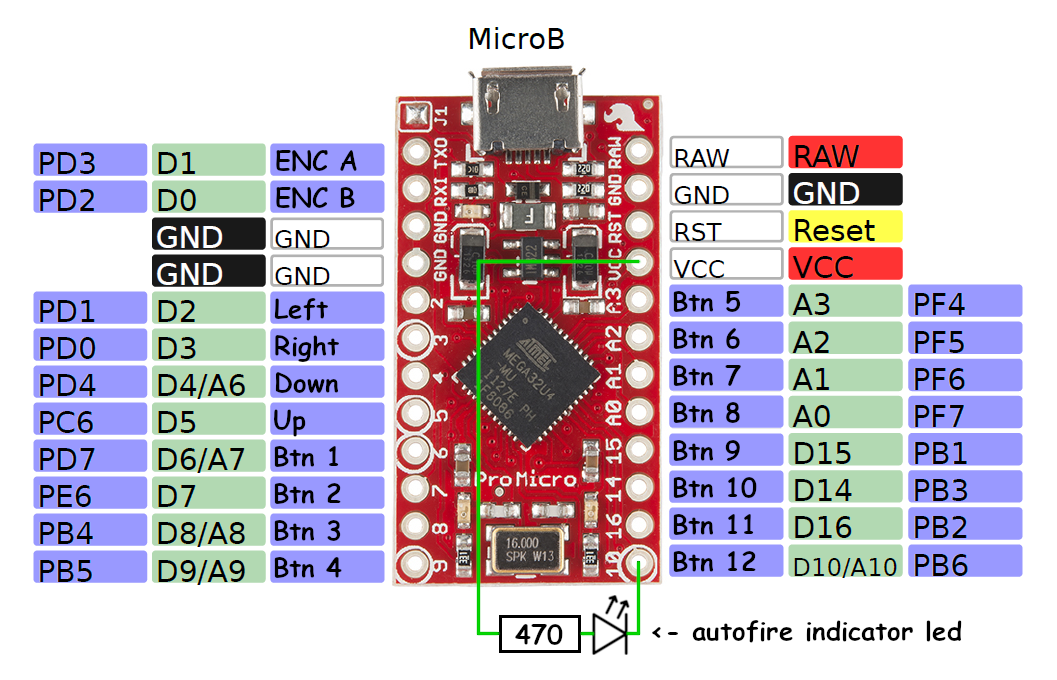 MicroB
PD3 D1 ENC A
PD2 D0 ENC B
GND GND
GND GND
PD1 D2 Left
PD0 D3 Right
PD4 D4/A6 Down
PC6 D5 Up
PD7 D6/A7 Btn 1
PE6 D7 Btn 2
PB4 D8/A8 Btn 3
PB5 D9/A9 Btn 4
J1
TXO
RXI
GND
GND
2
3
4
5
6
7
8
9
F
ATMEL
MEGA32U4
-MU
1127E PH
Pro Micro
16.000
SPK W13
RAW
GND
RST
VCC
A3
A2
A1
A0
15
14
16
10
RAW RAW
GND GND
RST Reset
VCC VCC
Btn 5 A3 PF4
Btn 6 A2 PF5
Btn 7 A1 PF6
Btn 8 A0 PF7
Btn 9 D15 PB1
Btn 10 D14 PB3
Btn 11 D16 PB2
Btn 12 D10/A10 PB6
470
<- autofire indicator led